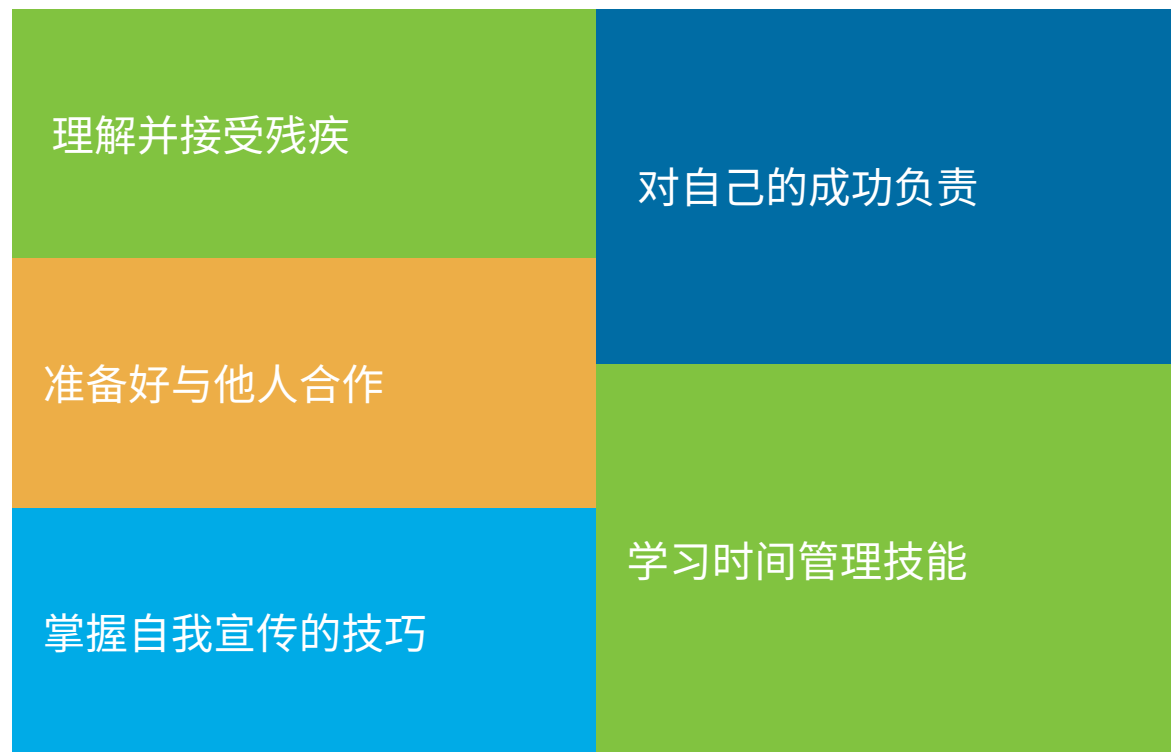 理解并接受残疾
准备好与他人合作
掌握自我宣传的技巧
对自己的成功负责
学习时间管理技能